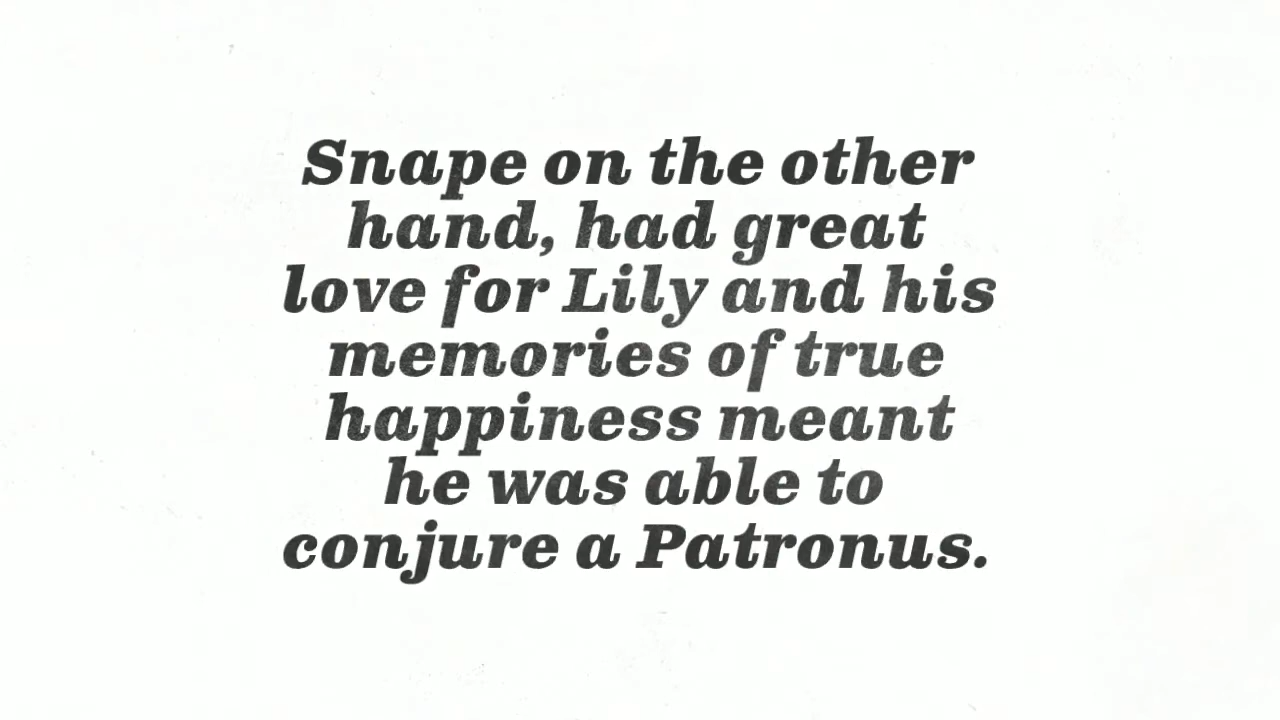 Snape on the other
hand, had great
love for Lily and his
memories of true
happiness meant
he was able to
conjure a Patronus.